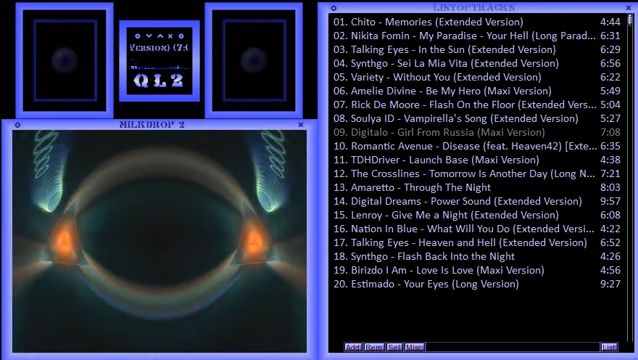 VERSION) (7:
QL2
MILKDROP 2
LISTOFTRACKS
01. Chito - Memories (Extended Version) 4:44
02. Nikita Fomin - My Paradise - Your Hell (Long Parad... 6:31
03. Talking Eyes - In the Sun (Extended Version) 6:29
04. Synthgo - Sei La Mia Vita (Extended Version) 6:56
05. Variety - Without You (Extended Version) 6:22
06. Amelie Divine - Be My Hero (Maxi Version) 5:49
07. Rick De Moore - Flash On the Floor (Extended Vers... 5:04
08. Soulya ID - Vampirella's Song (Extended Version) 5:27
09. Digitalo - Girl From Russia (Maxi Version) 7:08
10. Romantic Avenue - Disease (feat. Heaven42) [Exte... 6:35
11. TDHDriver - Launch Base (Maxi Version) 4:38
12. The Crosslines - Tomorrow Is Another Day (Long N... 7:21
13. Amaretto - Through The Night 8:03
14. Digital Dreams - Power Sound (Extended Version) 9:57
15. Lenroy - Give Me a Night (Extended Version) 6:08
16. Nation In Blue - What Will You Do (Extended Versi... 4:22
17. Talking Eyes - Heaven and Hell (Extended Version) 6:52
18. Synthgo - Flash Back Into the Night 4:26
19. Birizdo I Am - Love Is Love (Maxi Version) 4:56
20. Estimado - Your Eyes (Long Version) 9:27
Add Rem Sel Misc List